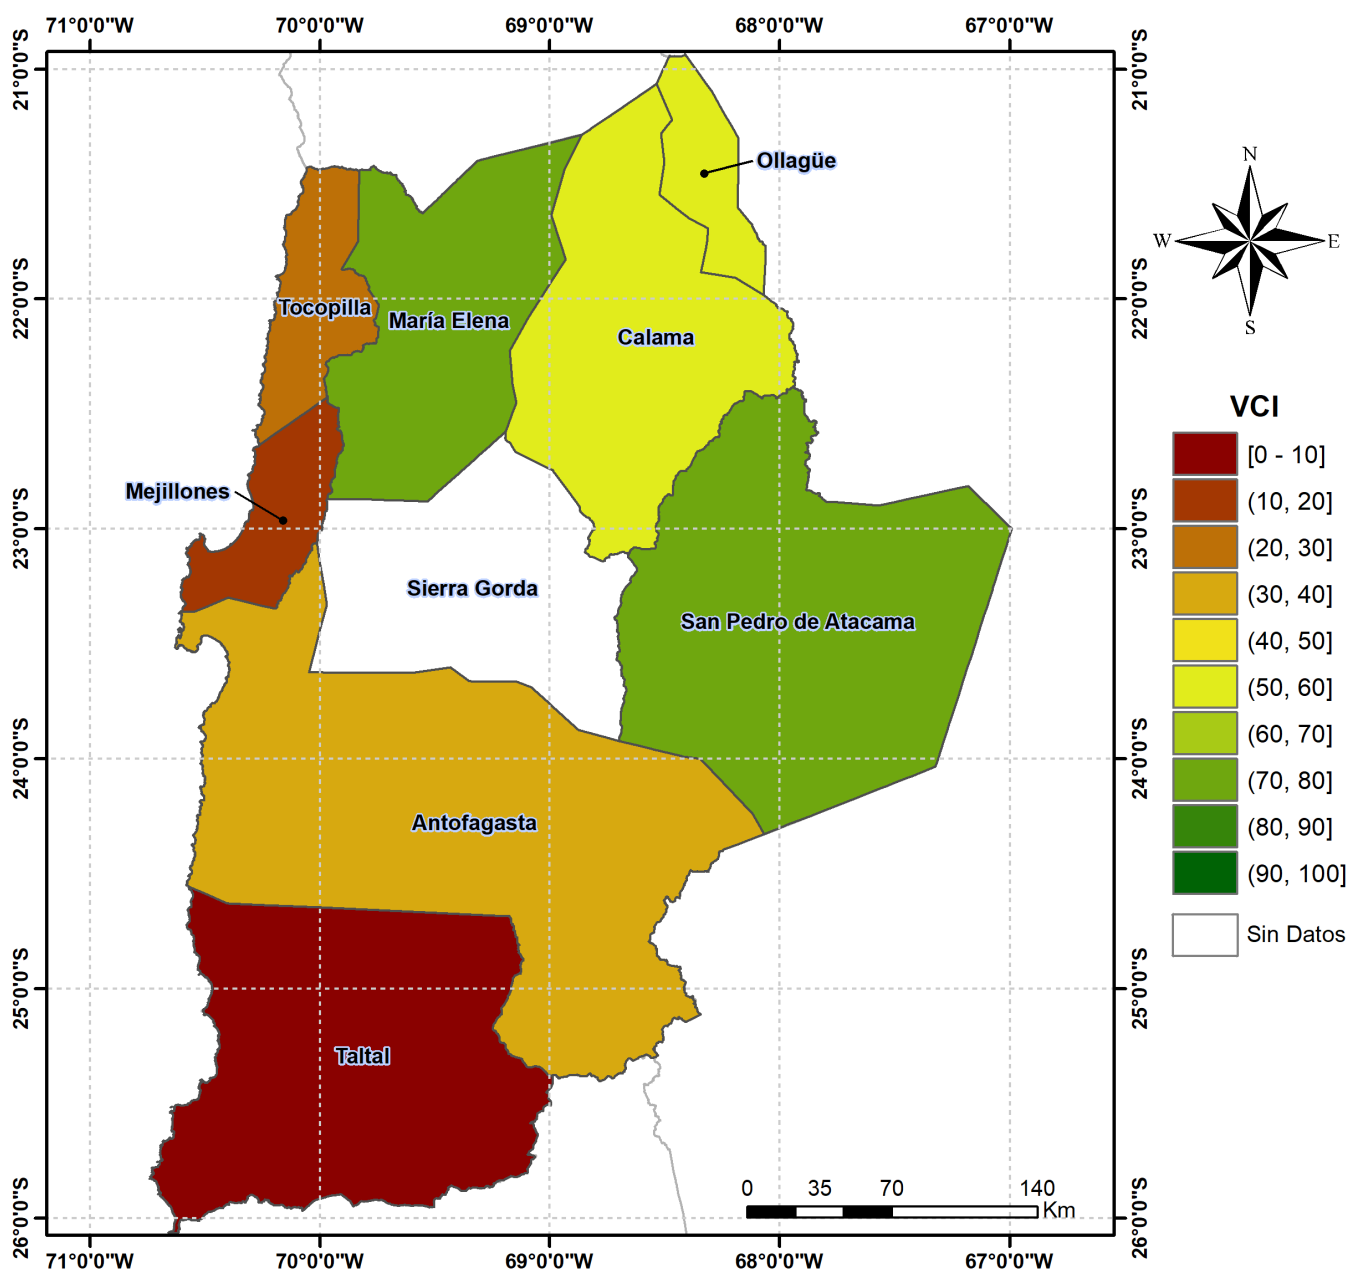 71°0'0"W 70°0'0"W 69°0'0"W 68°0'0"W 67°0'0"W
21°0'0"S
21°0'0"S
22°0'0"S
22°0'0"S
23°0'0"S
23°0'0"S
24°0'0"S
24°0'0"S
25°0'0"S
25°0'0"S
26°0'0"S
26°0'0"S
Ollagüe
Tocopilla
María Elena
Calama
Mejillones
Sierra Gorda
San Pedro de Atacama
Antofagasta
Taltal
N
W
E
S
VCI
[0 - 10]
(10, 20]
(20, 30]
(30, 40]
(40, 50]
(50, 60]
(60, 70]
(70, 80]
(80, 90]
(90, 100]
Sin Datos
0 35 70 140
Km
71°0'0"W 70°0'0"W 69°0'0"W 68°0'0"W 67°0'0"W